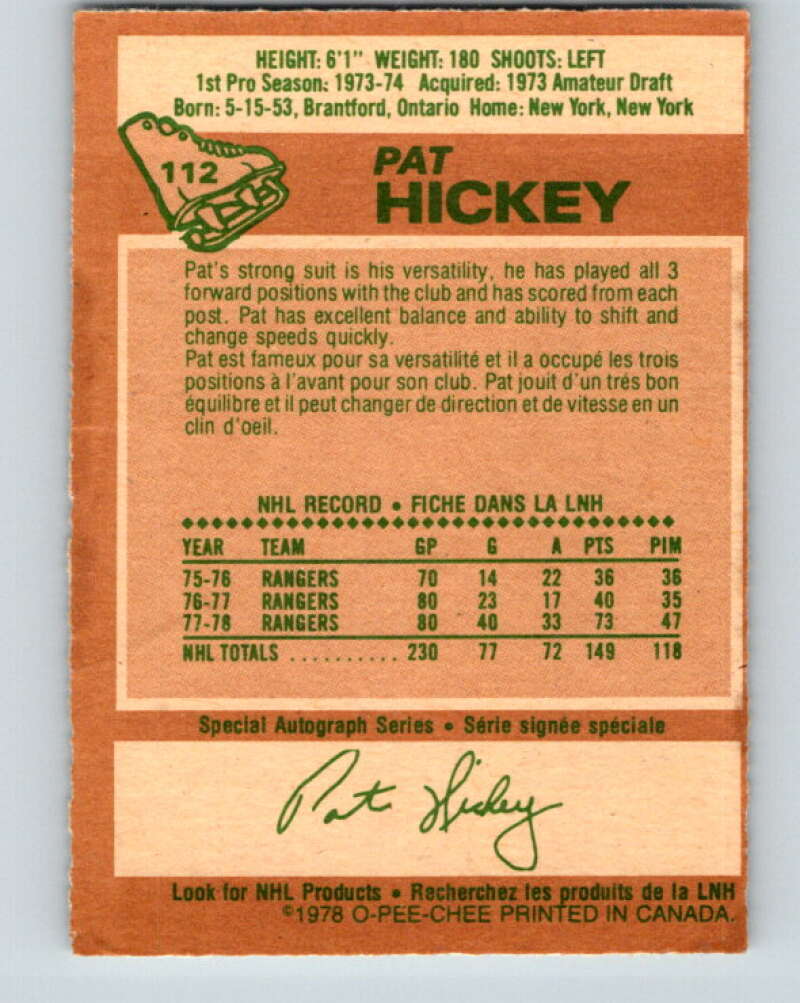 HEIGHT: 6'1" WEIGHT: 180 SHOOTS: LEFT
1st Pro Season: 1973-74 Acquired: 1973 Amateur Draft
Born: 5-15-53, Brantford, Ontario Home: New York, New York
112
PAT
HICKEY
Pat's strong suit is his versatility, he has played all 3
forward positions with the club and has scored from each
post. Pat has excellent balance and ability to shift and
change speeds quickly.
Pat est fameux pour sa versatilité et il a occupé les trois
positions à l'avant pour son club. Pat jouit d'un trés bon
équilibre et il peut changer de direction et de vitesse en un
clin d'oeil.
NHL RECORD • FICHE DANS LA LNH
YEAR TEAM GP G A PTS PIM
75-76 RANGERS 70 14 22 36 36
76-77 RANGERS 80 23 17 40 35
77-78 RANGERS 80 40 33 73 47
NHL TOTALS .......... 230 77 72 149 118
Special Autograph Series • Série signée spéciale
Pat Hickey
Look for NHL Products • Recherchez les produits de la LNH
©1978 O-PEE-CHEE PRINTED IN CANADA.